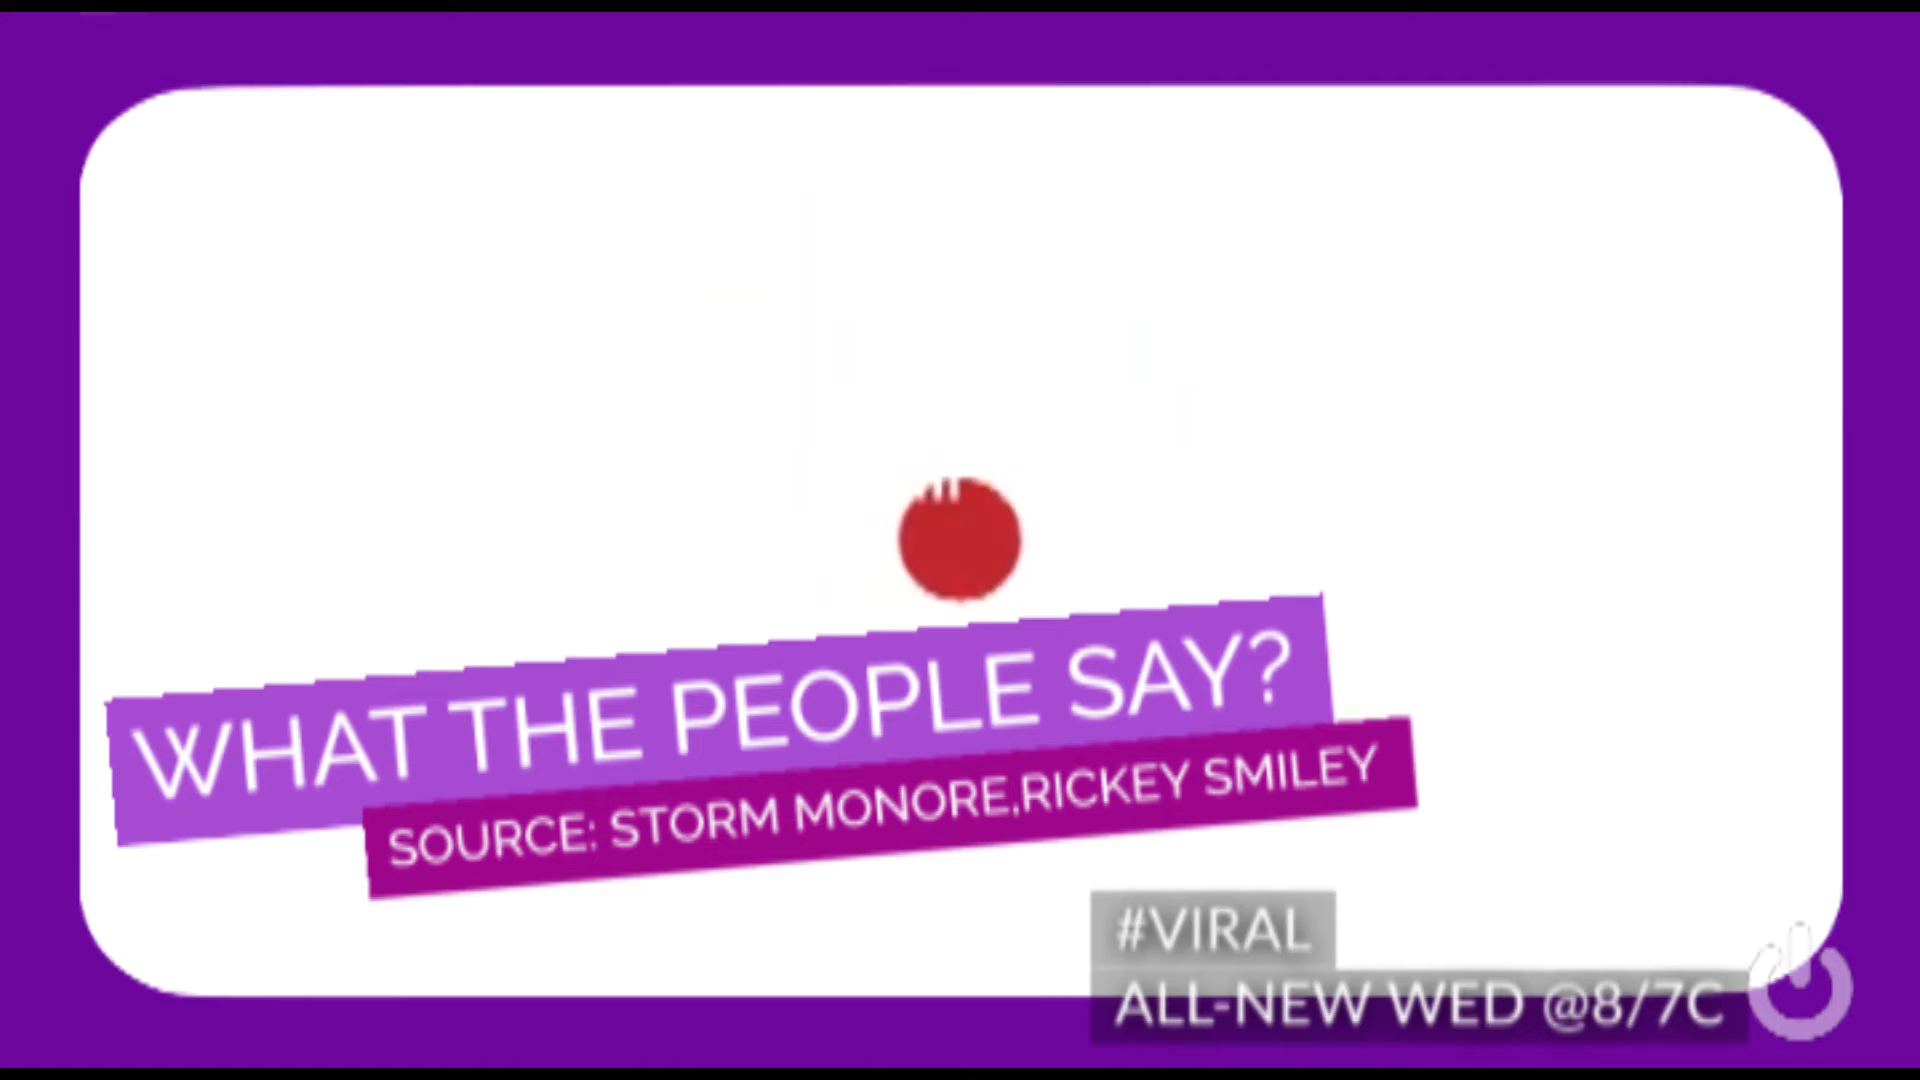 WHAT THE PEOPLE SAY?
SOURCE: STORM MONORE,RICKEY SMILEY
#VIRAL
ALL-NEW WED @8/7C